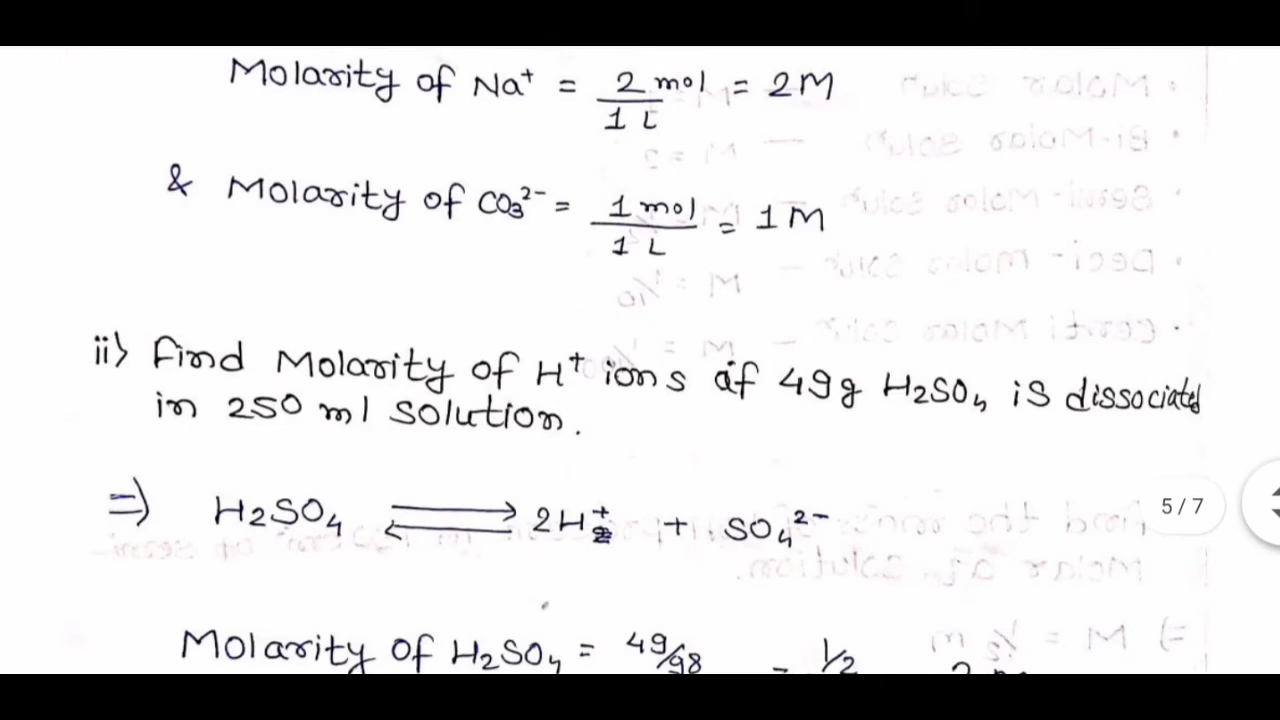 Molarity of Na⁺ = 2 mol / 1 L = 2M
& Molarity of CO₃²⁻ = 1 mol / 1 L = 1M
ii) Find Molarity of H⁺ ions if 49g H₂SO₄ is dissociated
in 250 ml solution.
5 / 7
⇒ H₂SO₄ ⇌ 2H⁺ + SO₄²⁻
Molarity of H₂SO₄ = 49/98 = 1/2